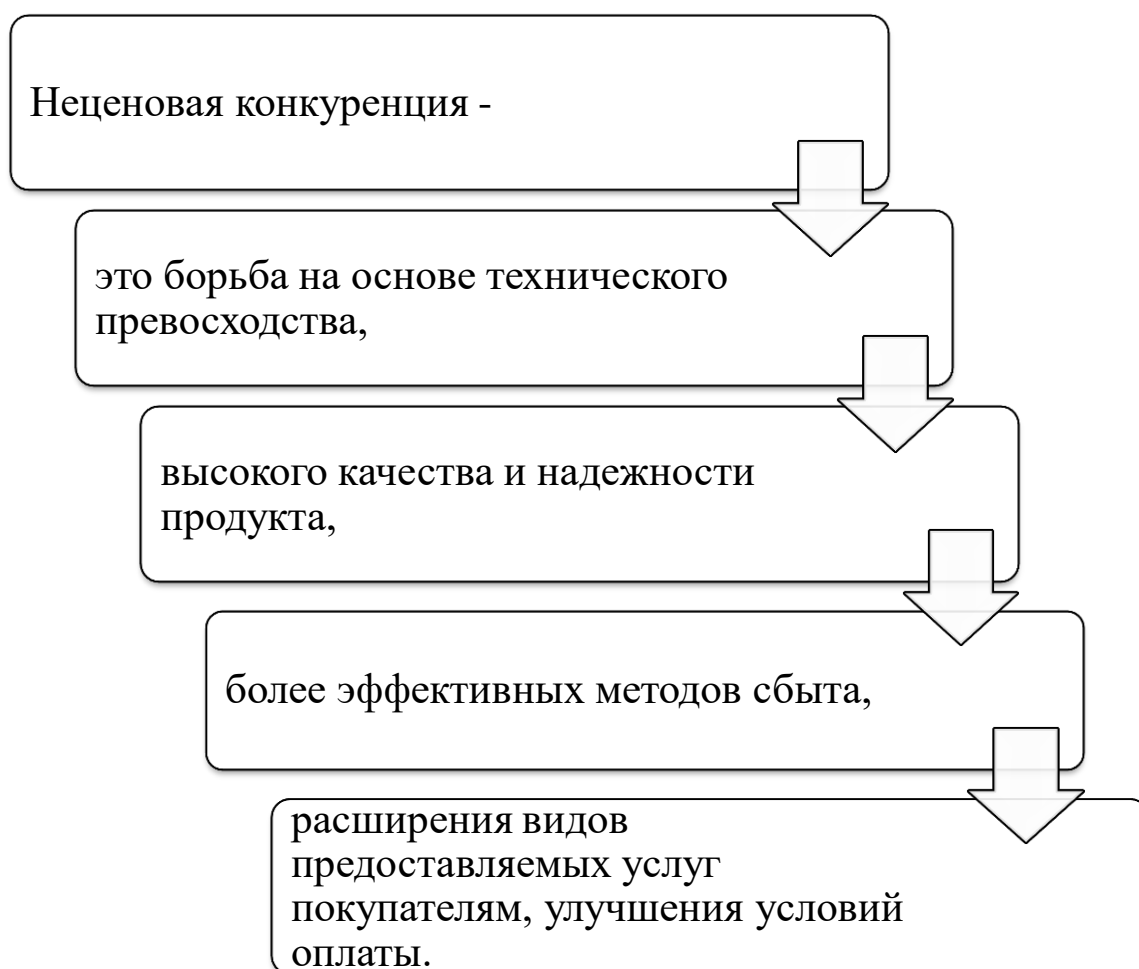 Неценовая конкуренция -
это борьба на основе технического
превосходства,
высокого качества и надежности
продукта,
более эффективных методов сбыта,
расширения видов
предоставляемых услуг
покупателям, улучшения условий
оплаты.